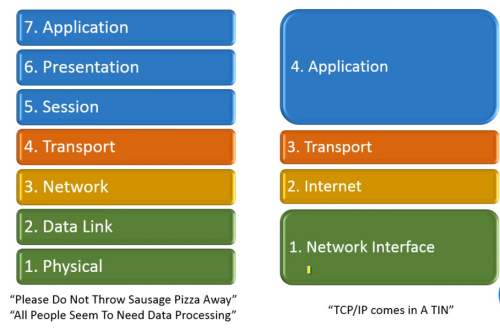 7. Application
6. Presentation
5. Session
4. Transport
3. Network
2. Data Link
1. Physical
"Please Do Not Throw Sausage Pizza Away"
"All People Seem To Need Data Processing"
4. Application
3. Transport
2. Internet
1. Network Interface
"TCP/IP comes in A TIN"